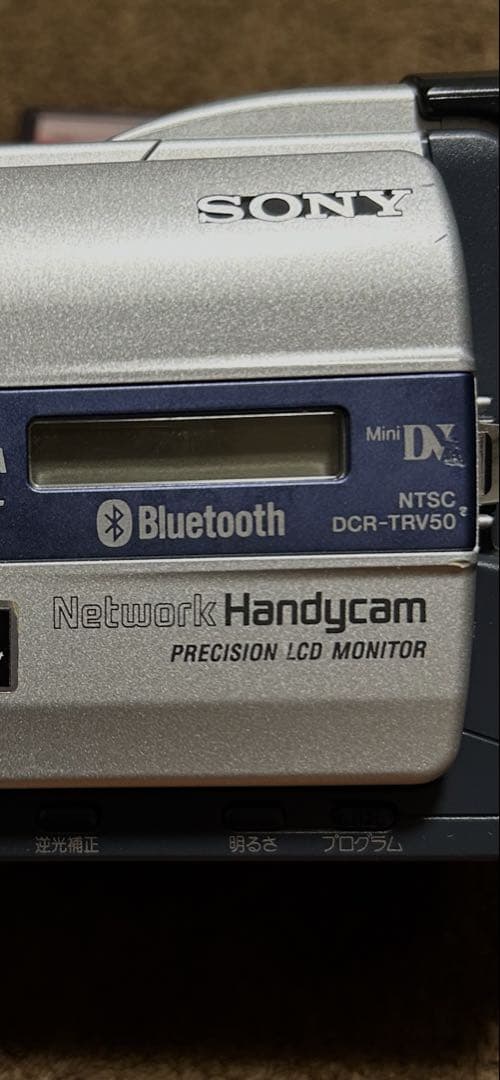 SONY
Mini DV
NTSC
Bluetooth
DCR-TRV50
Network Handycam
PRECISION LCD MONITOR
逆光補正 明るさ プログラム